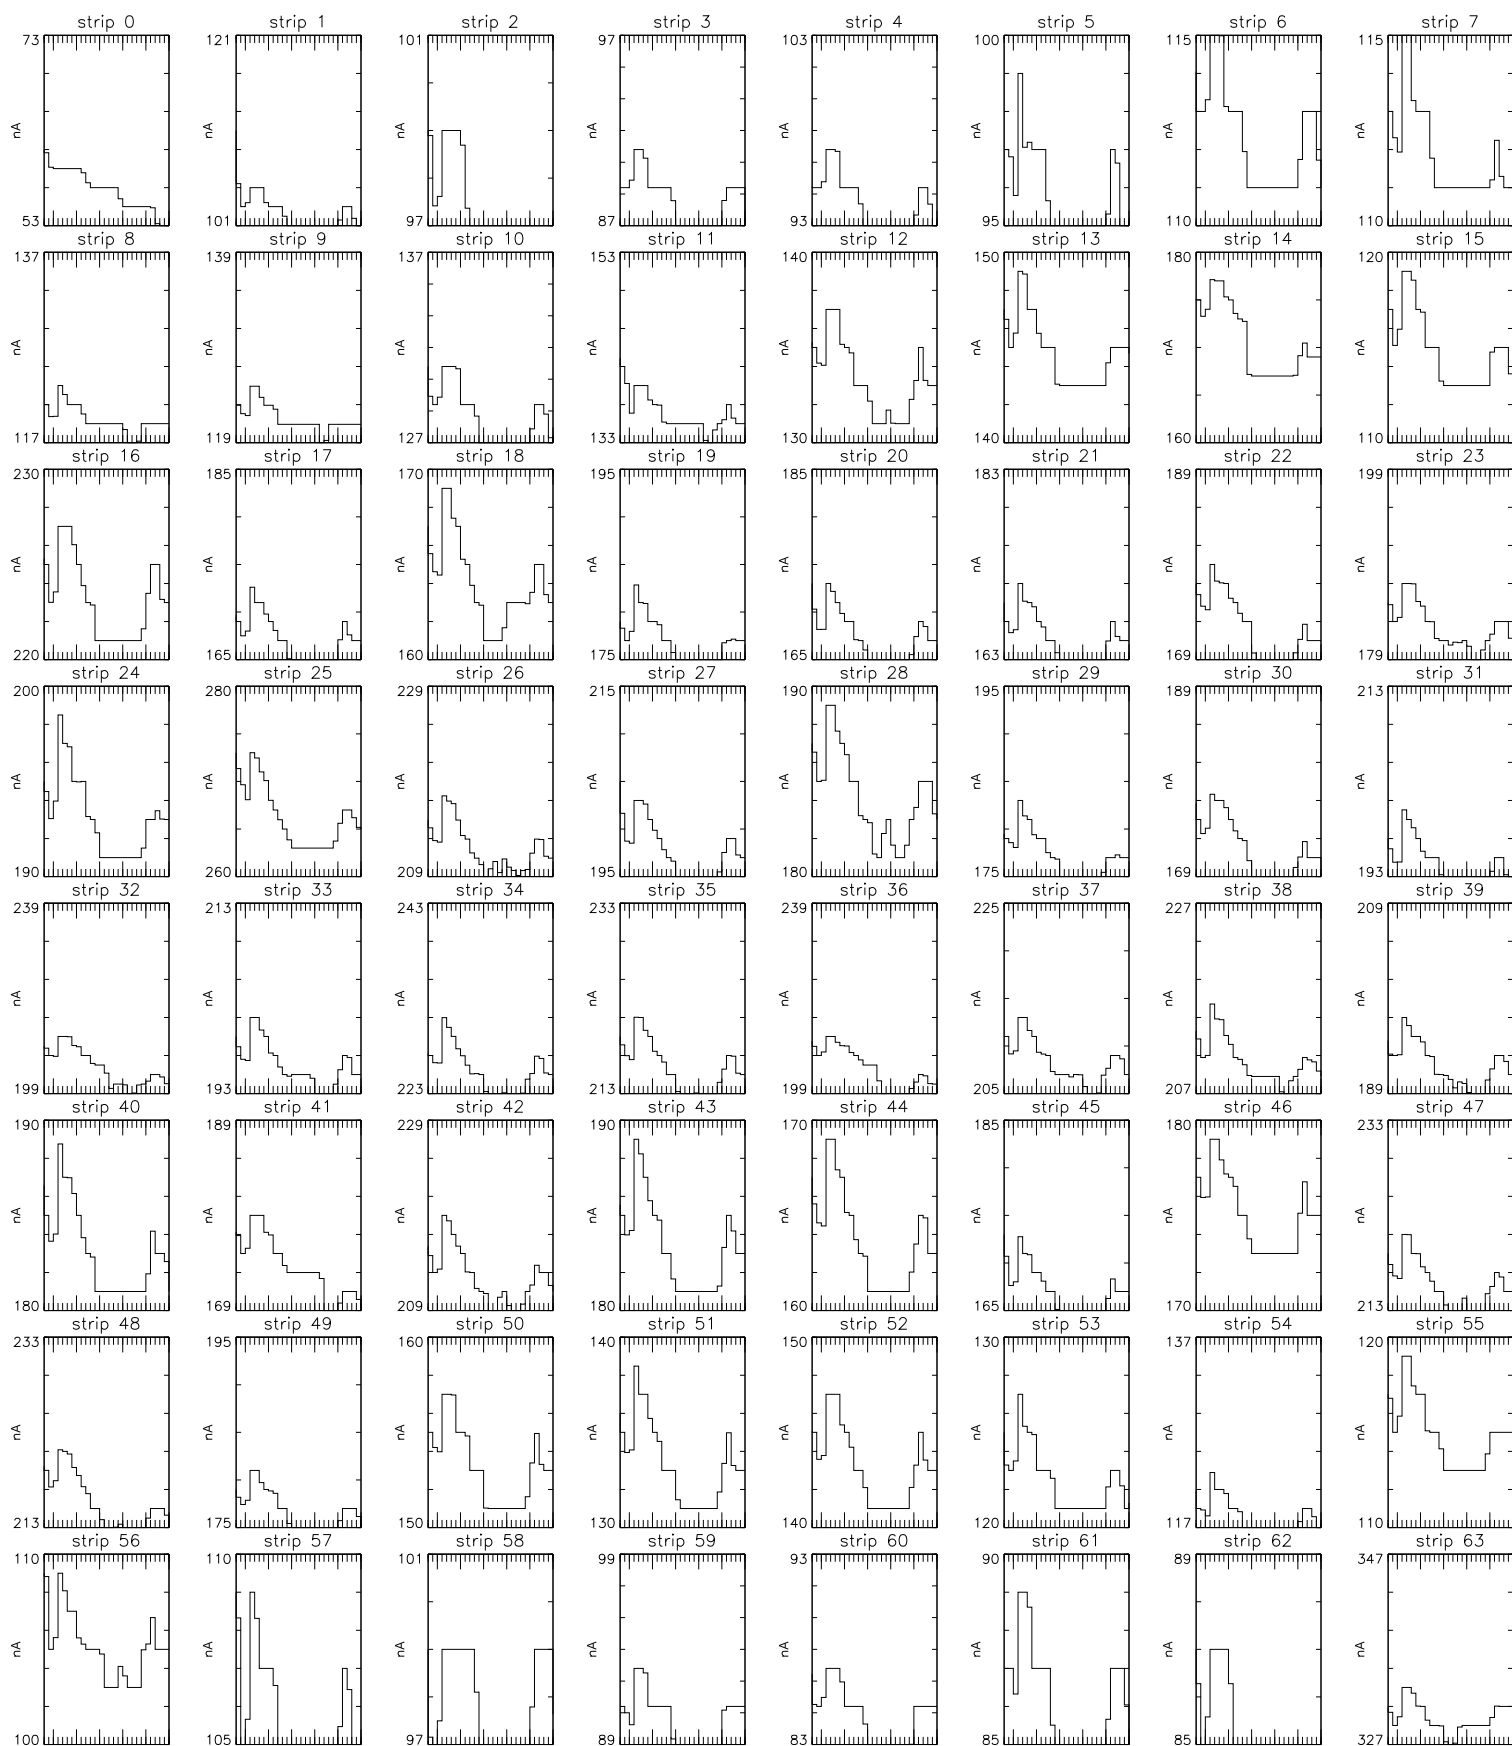 strip 0 strip 1 strip 2 strip 3 strip 4 strip 5 strip 6 strip 7
73 121 101 97 103 100 115 115
nA nA nA nA nA nA nA nA
53 101 97 87 93 95 110 110
strip 8 strip 9 strip 10 strip 11 strip 12 strip 13 strip 14 strip 15
137 139 137 153 140 150 180 120
nA nA nA nA nA nA nA nA
117 119 127 133 130 140 160 110
strip 16 strip 17 strip 18 strip 19 strip 20 strip 21 strip 22 strip 23
230 185 170 195 185 183 189 199
nA nA nA nA nA nA nA nA
220 165 160 175 165 163 169 179
strip 24 strip 25 strip 26 strip 27 strip 28 strip 29 strip 30 strip 31
200 280 229 215 190 195 189 213
nA nA nA nA nA nA nA nA
190 260 209 195 180 175 169 193
strip 32 strip 33 strip 34 strip 35 strip 36 strip 37 strip 38 strip 39
239 213 243 233 239 225 227 209
nA nA nA nA nA nA nA nA
199 193 223 213 199 205 207 189
strip 40 strip 41 strip 42 strip 43 strip 44 strip 45 strip 46 strip 47
190 189 229 190 170 185 180 233
nA nA nA nA nA nA nA nA
180 169 209 180 160 165 170 213
strip 48 strip 49 strip 50 strip 51 strip 52 strip 53 strip 54 strip 55
233 195 160 140 150 130 137 120
nA nA nA nA nA nA nA nA
213 175 150 130 140 120 117 110
strip 56 strip 57 strip 58 strip 59 strip 60 strip 61 strip 62 strip 63
110 110 101 99 93 90 89 347
nA nA nA nA nA nA nA nA
100 105 97 89 83 85 85 327